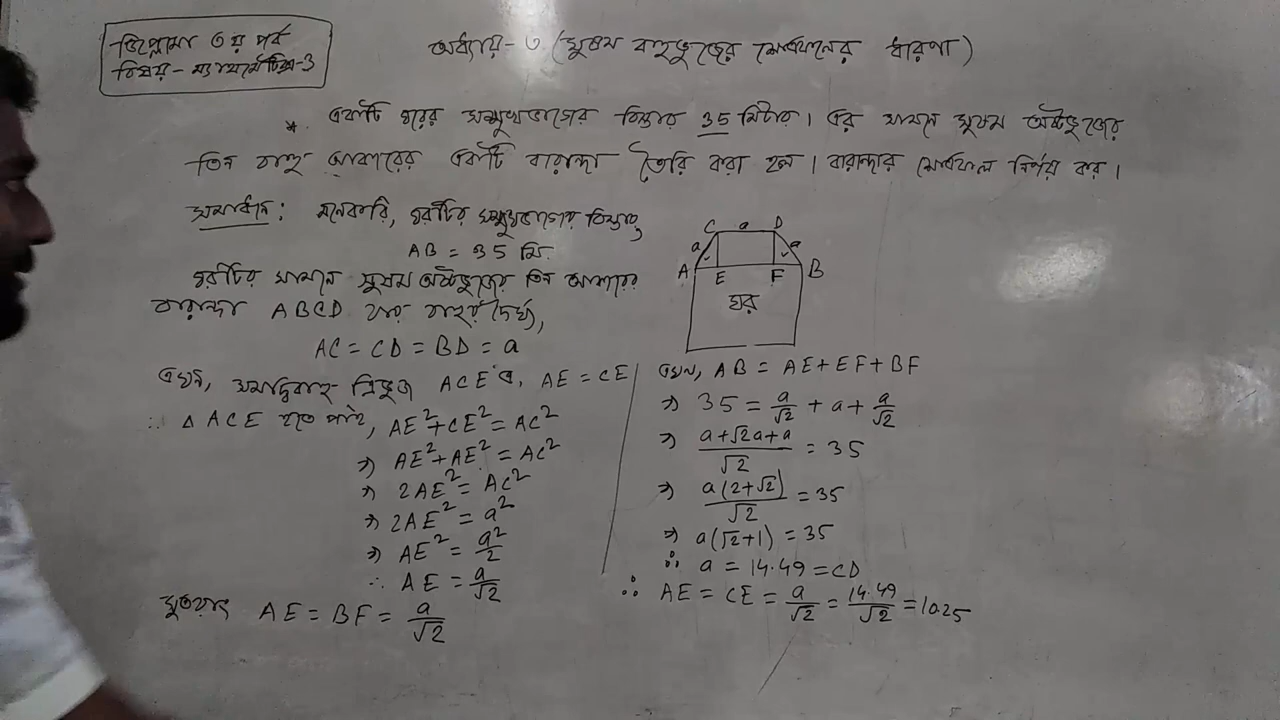 ডিপ্লোমা ৩য় পর্ব
বিষয়- ম্যাথমেটিক্স-3
অধ্যায়-৩ (সুষম বহুভুজের ক্ষেত্রফলের ধারণা)
* একটি ঘরের সম্মুখভাগের বিস্তার 35 মিটার। এর সামনে সুষম অষ্টভুজের
তিন বাহু আকারের একটি বারান্দা তৈরি করা হল। বারান্দার ক্ষেত্রফল নির্ণয় কর।
সমাধান: মনেকরি, ঘরটির সম্মুখভাগের বিস্তার,
AB = 35 মি.
ঘরটির সামনে সুষম অষ্টভুজের তিন আকারের
বারান্দা ABCD যার বাহুর দৈর্ঘ্য,
AC = CD = BD = a
এখন, সমদ্বিবাহু ত্রিভুজ ACE এ, AE = CE
∴ Δ ACE হতে পাই, AE² + CE² = AC²
⇒ AE² + AE² = AC²
⇒ 2AE² = AC²
⇒ 2AE² = a²
⇒ AE² = a²/2
∴ AE = a/√2
সুতরাং AE = BF = a/√2
C a D
a a
A E F B
ঘর
এখন, AB = AE + EF + BF
⇒ 35 = a/√2 + a + a/√2
⇒ (a+√2a+a)/√2 = 35
⇒ a(2+√2)/√2 = 35
⇒ a(√2+1) = 35
∴ a = 14.49 = CD
∴ AE = CE = a/√2 = 14.49/√2 = 10.25